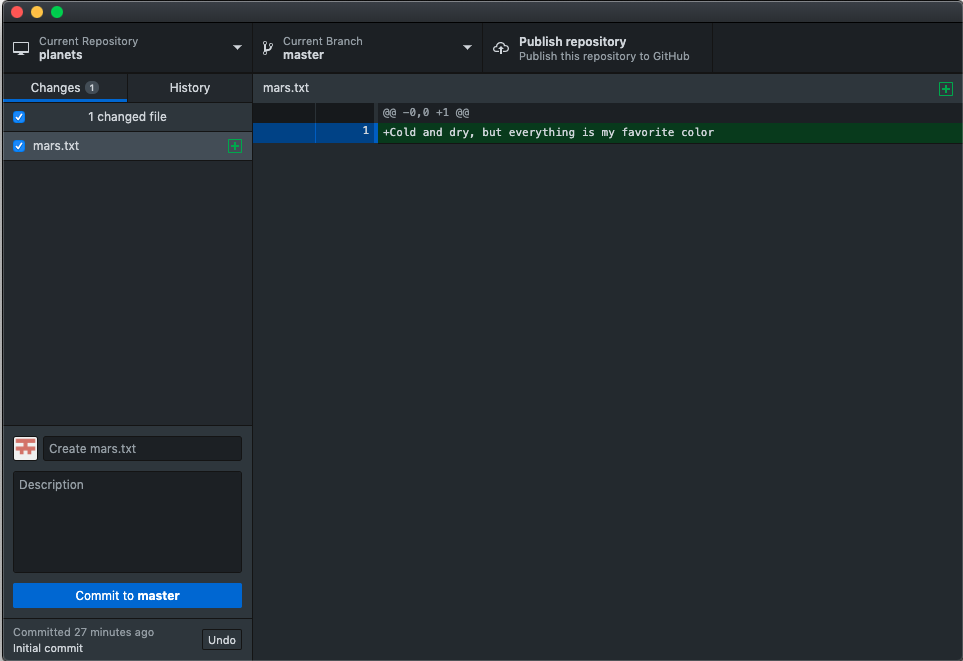 Current Repository
planets
Current Branch
master
Publish repository
Publish this repository to GitHub
Changes 1
History
1 changed file
mars.txt
mars.txt
@@ -0,0 +1 @@
1 +Cold and dry, but everything is my favorite color
Create mars.txt
Description
Commit to master
Committed 27 minutes ago
Initial commit
Undo